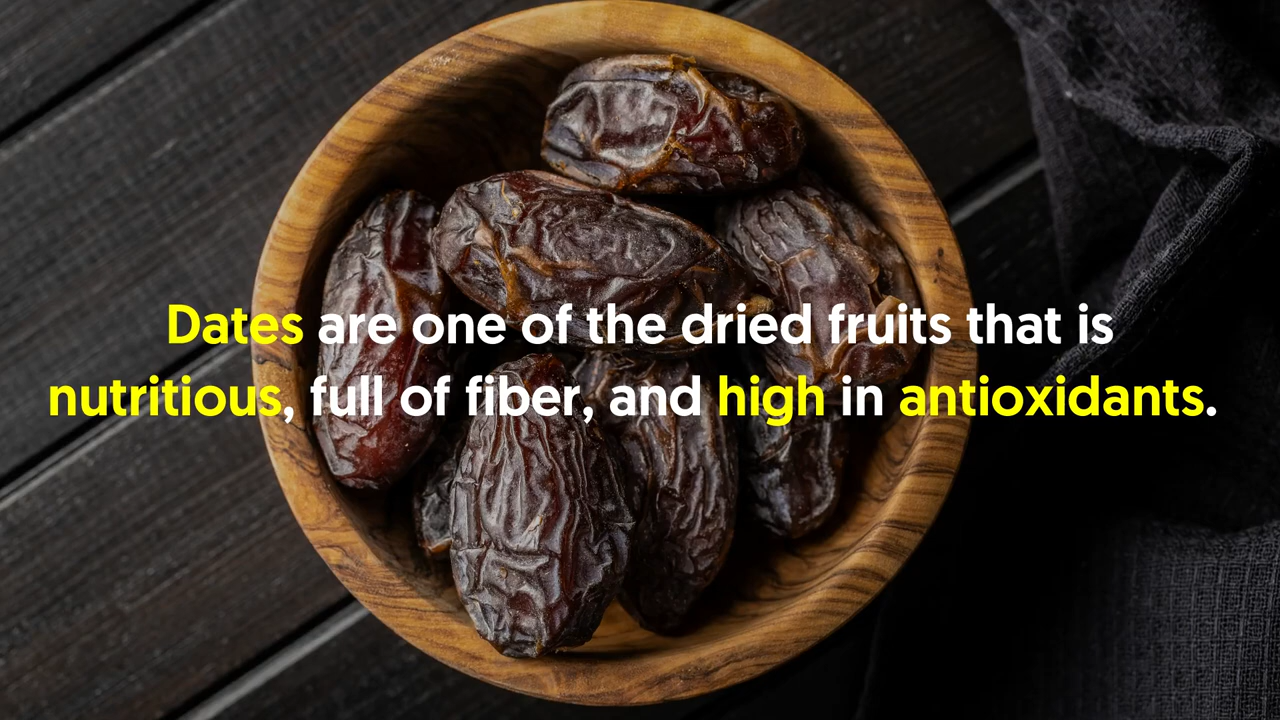 Dates are one of the dried fruits that is
nutritious, full of fiber, and high in antioxidants.